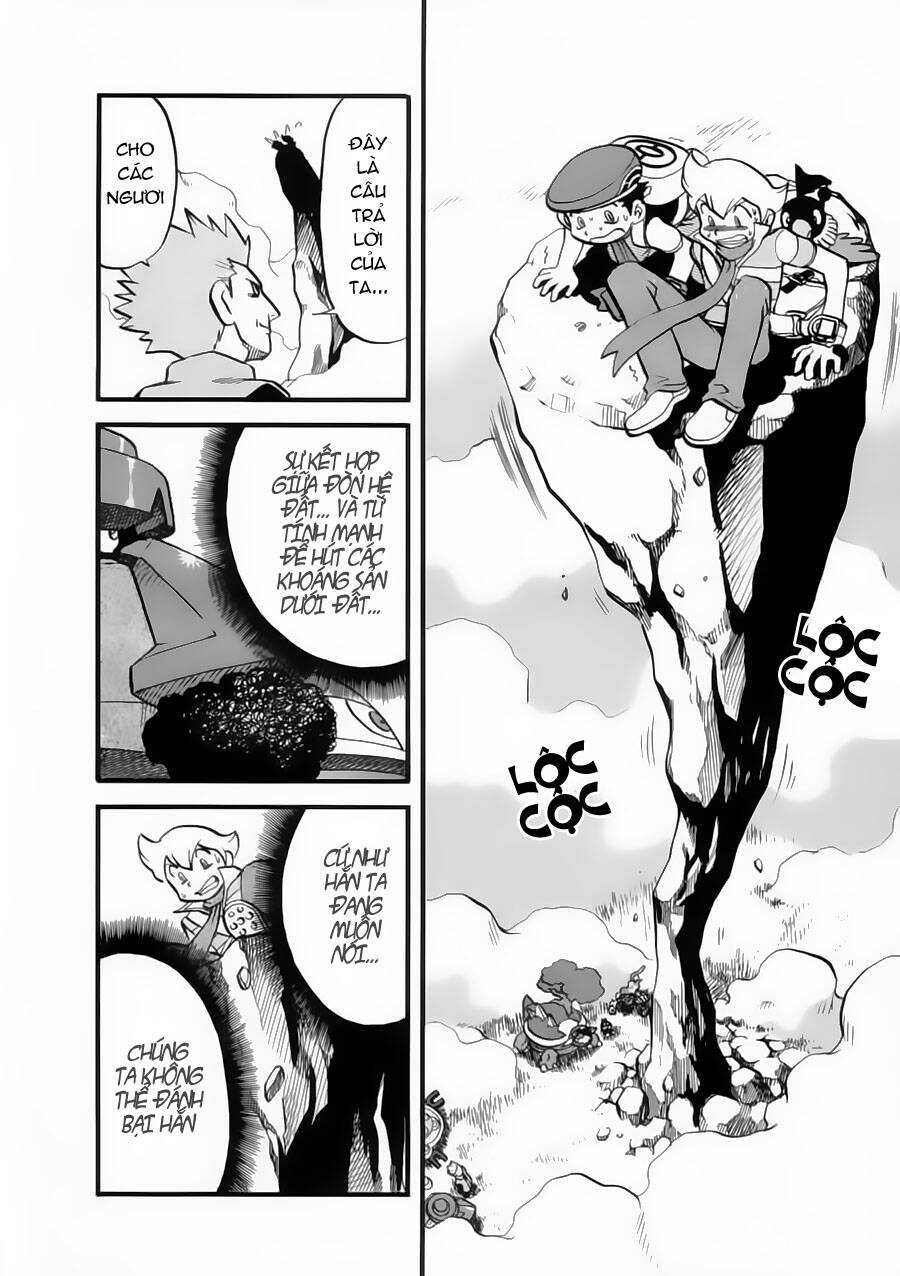 LỘC
CỘC
LỘC
CỘC
ĐÂY
LÀ
CÂU
TRẢ
LỜI
CỦA
TA...
CHO
CÁC
NGƯƠI
SỰ KẾT HỢP
GIỮA ĐÒN HỆ
ĐẤT... VÀ TỪ
TÍNH MẠNH
ĐỂ HÚT CÁC
KHOÁNG SẢN
DƯỚI ĐẤT...
CỨ NHƯ
HẮN TA
ĐANG
MUỐN
NÓI...
CHÚNG
TA KHÔNG
THỂ ĐÁNH
BẠI HẮN